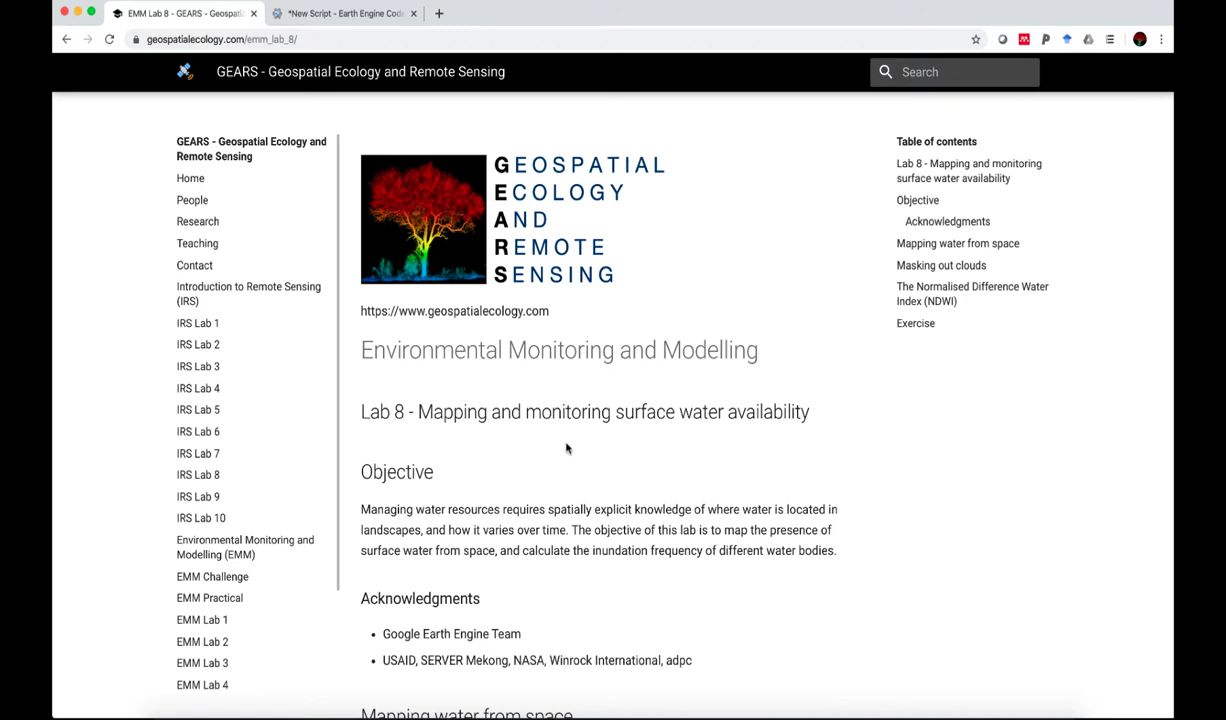 EMM Lab 8 - GEARS - Geospati
*New Script - Earth Engine Cod
geospatialecology.com/emm_lab_8/
GEARS - Geospatial Ecology and Remote Sensing
Search
GEARS - Geospatial Ecology and
Remote Sensing
Home
People
Research
Teaching
Contact
Introduction to Remote Sensing
(IRS)
IRS Lab 1
IRS Lab 2
IRS Lab 3
IRS Lab 4
IRS Lab 5
IRS Lab 6
IRS Lab 7
IRS Lab 8
IRS Lab 9
IRS Lab 10
Environmental Monitoring and
Modelling (EMM)
EMM Challenge
EMM Practical
EMM Lab 1
EMM Lab 2
EMM Lab 3
EMM Lab 4
GEOSPATIAL
ECOLOGY
AND
REMOTE
SENSING
https://www.geospatialecology.com
Environmental Monitoring and Modelling
Lab 8 - Mapping and monitoring surface water availability
Objective
Managing water resources requires spatially explicit knowledge of where water is located in
landscapes, and how it varies over time. The objective of this lab is to map the presence of
surface water from space, and calculate the inundation frequency of different water bodies.
Acknowledgments
• Google Earth Engine Team
• USAID, SERVER Mekong, NASA, Winrock International, adpc
Mapping water from space
Table of contents
Lab 8 - Mapping and monitoring
surface water availability
Objective
Acknowledgments
Mapping water from space
Masking out clouds
The Normalised Difference Water
Index (NDWI)
Exercise